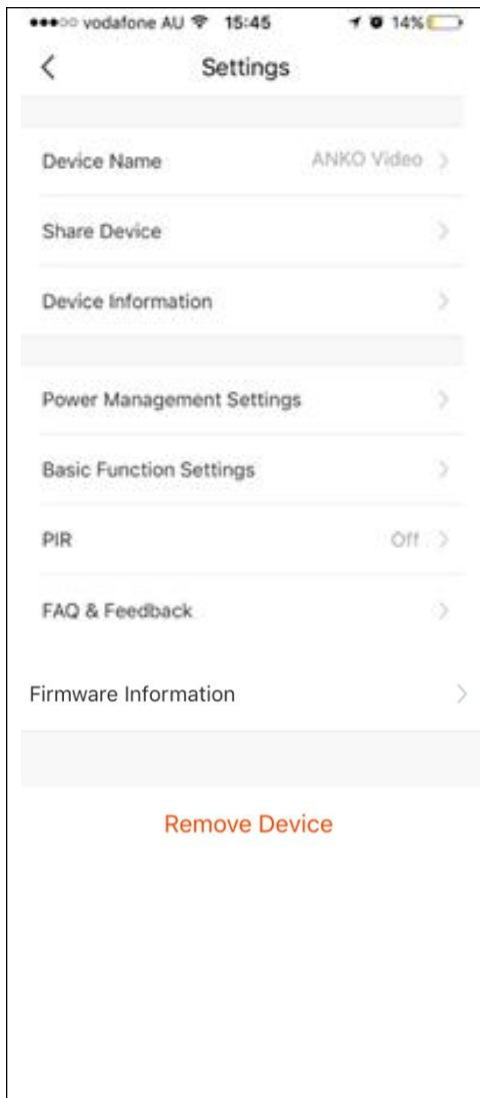 vodafone AU 15:45 14%
Settings
Device Name ANKO Video
Share Device
Device Information
Power Management Settings
Basic Function Settings
PIR Off
FAQ & Feedback
Firmware Information
Remove Device